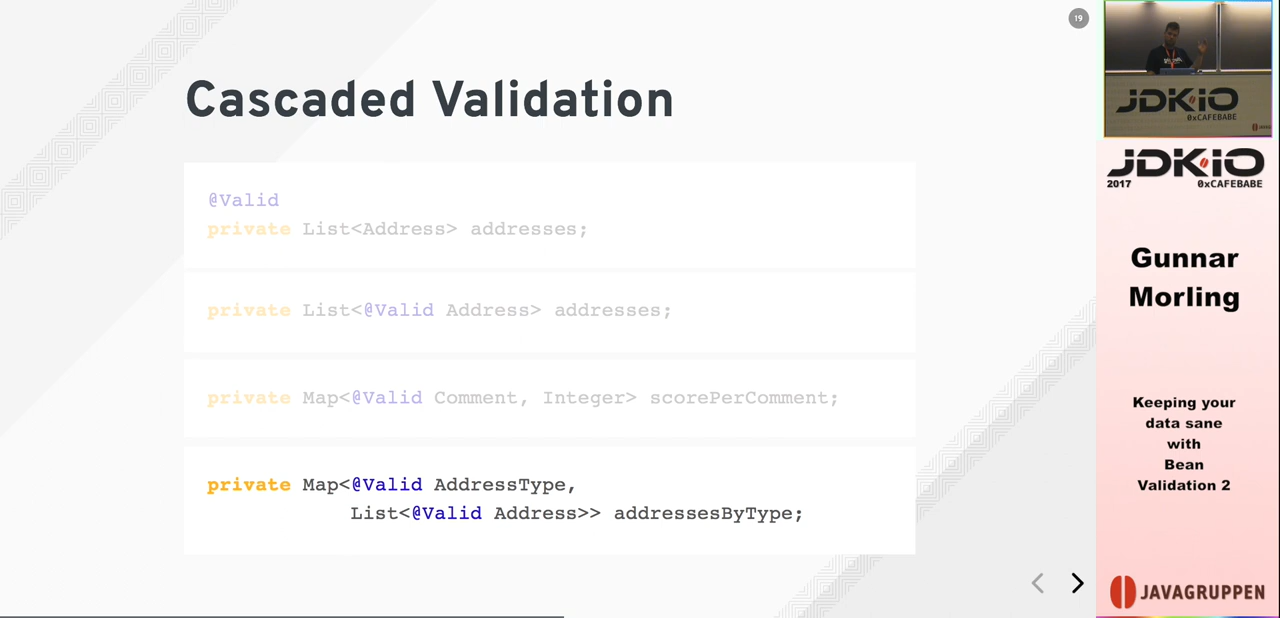 19
Cascaded Validation
@Valid
private List<Address> addresses;
private List<@Valid Address> addresses;
private Map<@Valid Comment, Integer> scorePerComment;
private Map<@Valid AddressType,
List<@Valid Address>> addressesByType;
JDK.IO
0xCAFEBABE
JDK.IO
2017 0xCAFEBABE
Gunnar
Morling
Keeping your
data sane
with
Bean
Validation 2
JAVAGRUPPEN